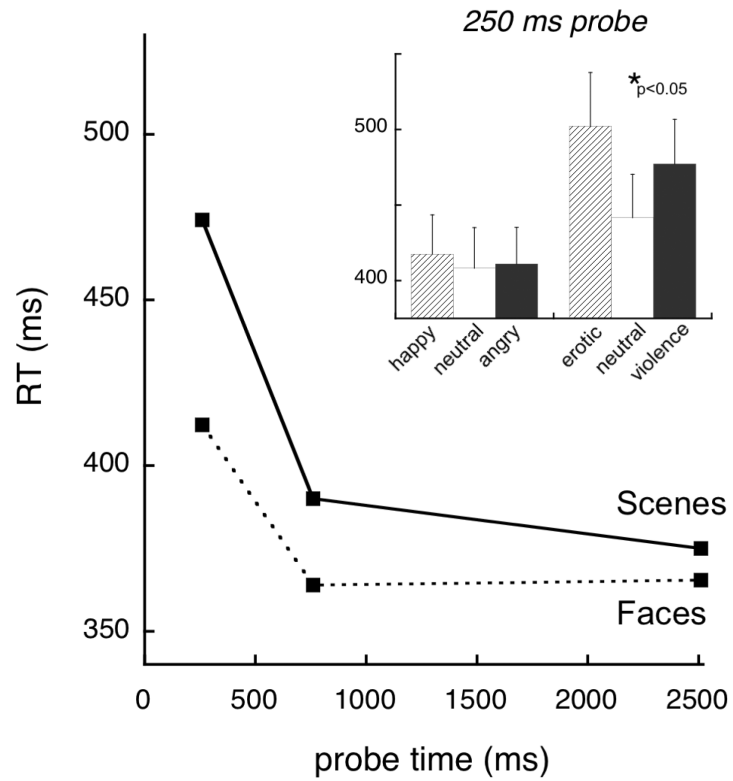 250 ms probe
500
400
*p<0.05
happy
neutral
angry
erotic
neutral
violence
RT (ms)
500
450
400
350
Scenes
Faces
0 500 1000 1500 2000 2500
probe time (ms)